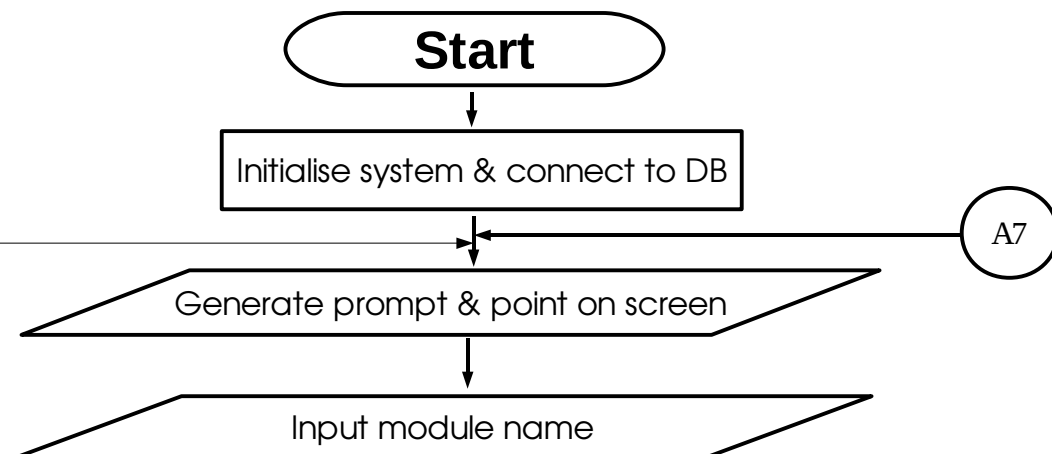 Start
Initialise system & connect to DB
A7
Generate prompt & point on screen
Input module name